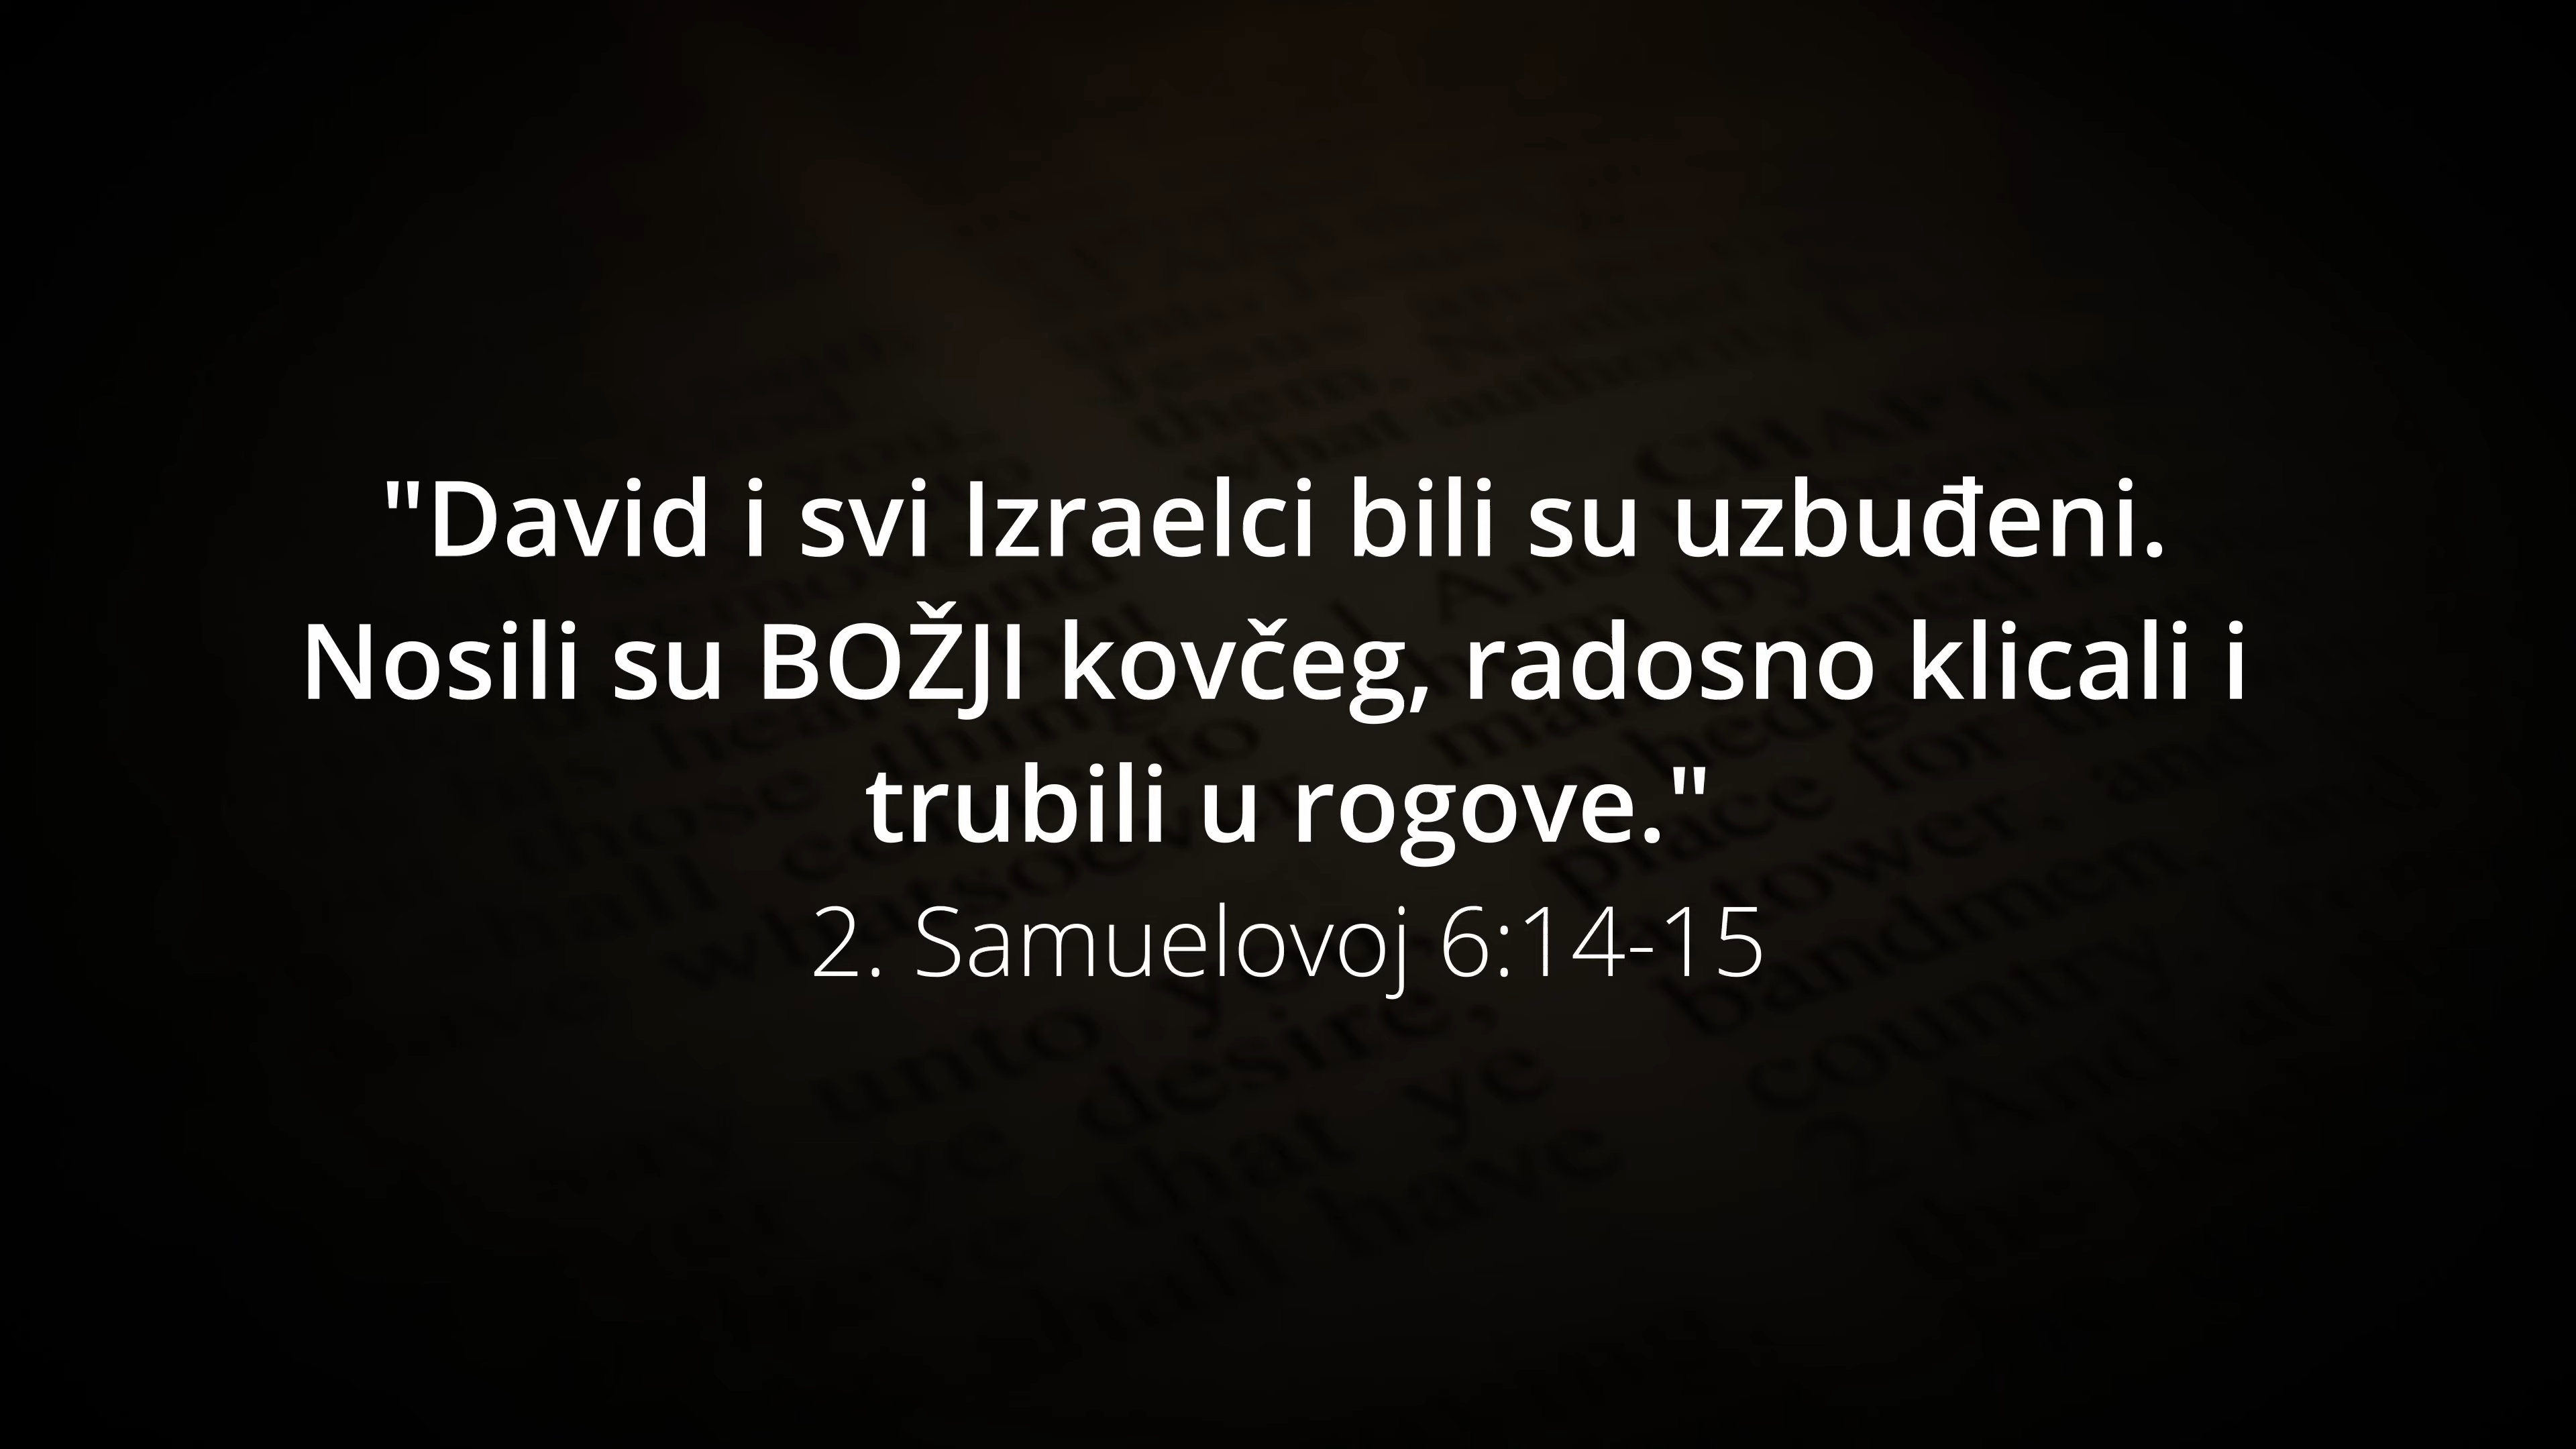 "David i svi Izraelci bili su uzbuđeni.
Nosili su BOŽJI kovčeg, radosno klicali i
trubili u rogove."
2. Samuelovoj 6:14-15